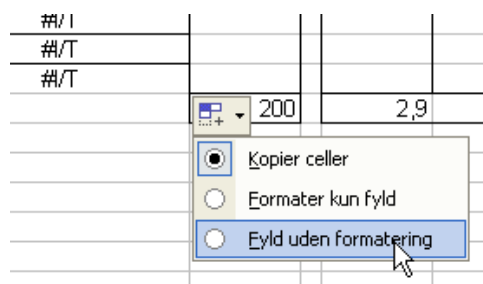 #I/T
#I/T
#I/T
200 2,9
Kopier celler
Formater kun fyld
Fyld uden formatering